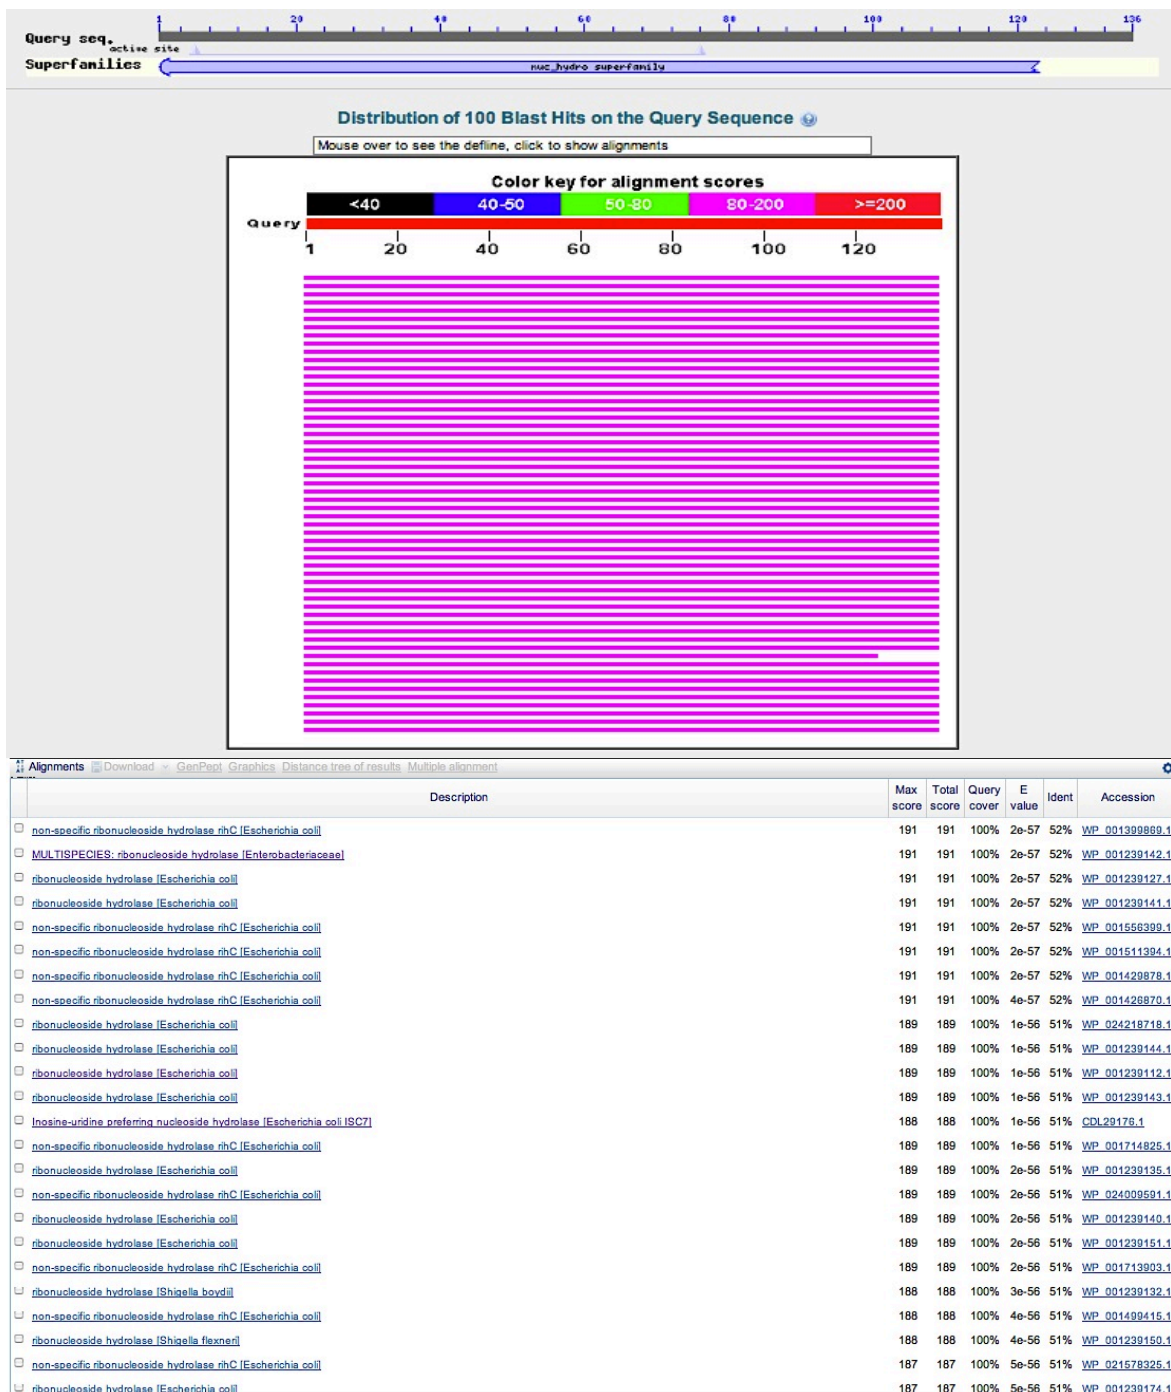 1 20 40 60 80 100 120 136
Query seq.
active site
Superfamilies nuc_hydro superfamily
Distribution of 100 Blast Hits on the Query Sequence
Mouse over to see the defline, click to show alignments
Color key for alignment scores
<40 40-50 50-80 80-200 >=200
Query
1 20 40 60 80 100 120
Alignments Download GenPept Graphics Distance tree of results Multiple alignment
Description Max score Total score Query cover E value Ident Accession
non-specific ribonucleoside hydrolase rihC [Escherichia coli] 191 191 100% 2e-57 52% WP_001399869.1
MULTISPECIES: ribonucleoside hydrolase [Enterobacteriaceae] 191 191 100% 2e-57 52% WP_001239142.1
ribonucleoside hydrolase [Escherichia coli] 191 191 100% 2e-57 52% WP_001239127.1
ribonucleoside hydrolase [Escherichia coli] 191 191 100% 2e-57 52% WP_001239141.1
non-specific ribonucleoside hydrolase rihC [Escherichia coli] 191 191 100% 2e-57 52% WP_001556399.1
non-specific ribonucleoside hydrolase rihC [Escherichia coli] 191 191 100% 2e-57 52% WP_001511394.1
non-specific ribonucleoside hydrolase rihC [Escherichia coli] 191 191 100% 2e-57 52% WP_001429878.1
non-specific ribonucleoside hydrolase rihC [Escherichia coli] 191 191 100% 4e-57 52% WP_001426870.1
ribonucleoside hydrolase [Escherichia coli] 189 189 100% 1e-56 51% WP_024218718.1
ribonucleoside hydrolase [Escherichia coli] 189 189 100% 1e-56 51% WP_001239144.1
ribonucleoside hydrolase [Escherichia coli] 189 189 100% 1e-56 51% WP_001239112.1
ribonucleoside hydrolase [Escherichia coli] 189 189 100% 1e-56 51% WP_001239143.1
Inosine-uridine preferring nucleoside hydrolase [Escherichia coli ISC7] 188 188 100% 1e-56 51% CDL29176.1
non-specific ribonucleoside hydrolase rihC [Escherichia coli] 189 189 100% 1e-56 51% WP_001714825.1
ribonucleoside hydrolase [Escherichia coli] 189 189 100% 2e-56 51% WP_001239135.1
non-specific ribonucleoside hydrolase rihC [Escherichia coli] 189 189 100% 2e-56 51% WP_024009591.1
ribonucleoside hydrolase [Escherichia coli] 189 189 100% 2e-56 51% WP_001239140.1
ribonucleoside hydrolase [Escherichia coli] 189 189 100% 2e-56 51% WP_001239151.1
non-specific ribonucleoside hydrolase rihC [Escherichia coli] 189 189 100% 2e-56 51% WP_001713903.1
ribonucleoside hydrolase [Shigella boydii] 188 188 100% 3e-56 51% WP_001239132.1
non-specific ribonucleoside hydrolase rihC [Escherichia coli] 188 188 100% 4e-56 51% WP_001499415.1
ribonucleoside hydrolase [Shigella flexneri] 188 188 100% 4e-56 51% WP_001239150.1
non-specific ribonucleoside hydrolase rihC [Escherichia coli] 187 187 100% 5e-56 51% WP_021578325.1
ribonucleoside hydrolase [Escherichia coli] 187 187 100% 5e-56 51% WP_001239174.1